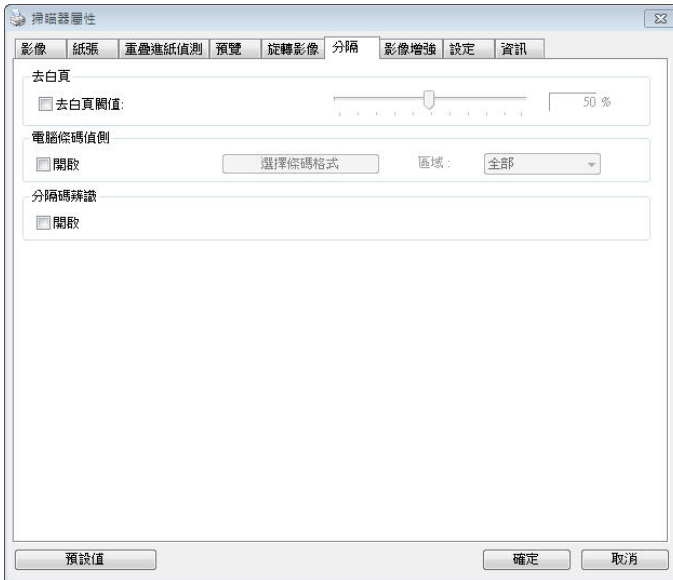 掃瞄器屬性
影像 紙張 重疊進紙偵測 預覽 旋轉影像 分隔 影像增強 設定 資訊
去白頁
去白頁閥值: 50 %
電腦條碼偵側
開啟 選擇條碼格式 區域 : 全部
分隔碼辨識
開啟
預設值 確定 取消